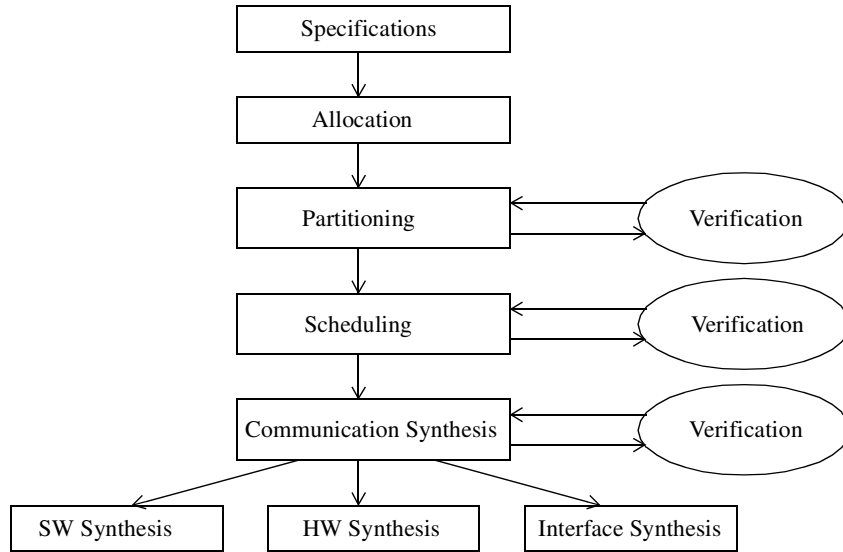 Specifications
Allocation
Partitioning
Verification
Scheduling
Verification
Communication Synthesis
Verification
SW Synthesis
HW Synthesis
Interface Synthesis